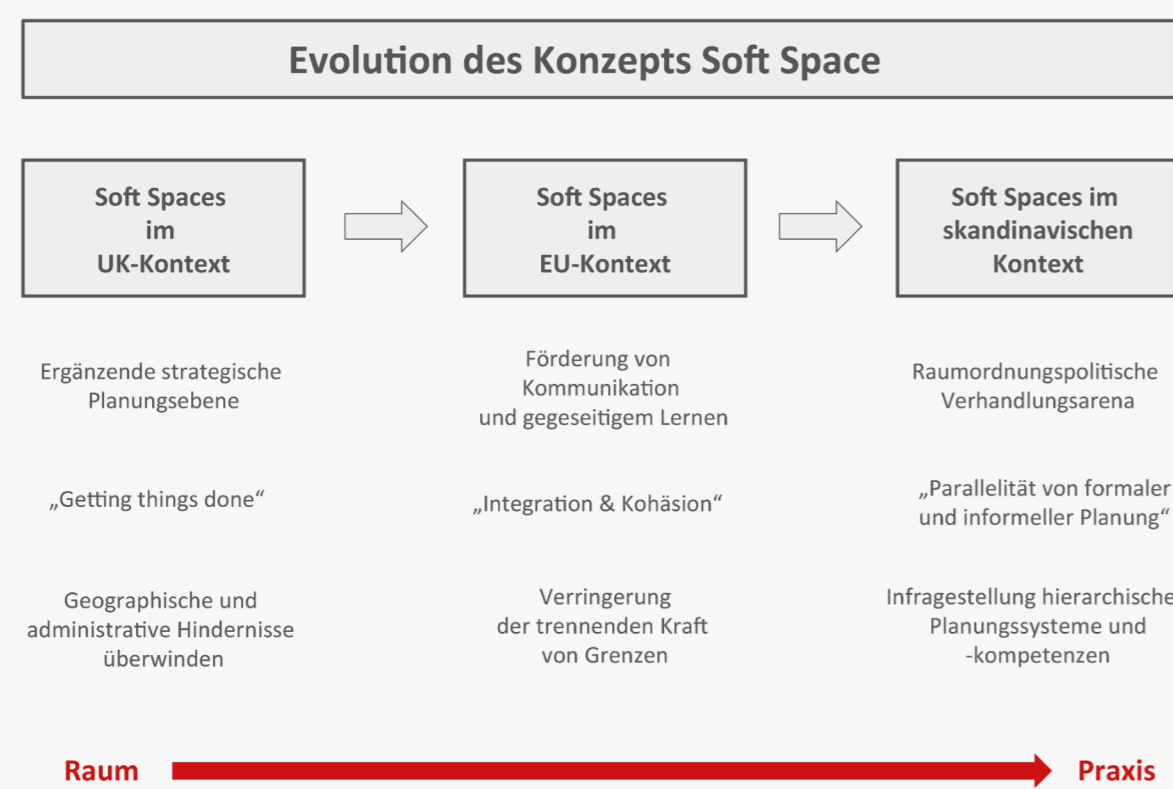 Evolution des Konzepts Soft Space
Soft Spaces
im
UK-Kontext
Soft Spaces
im
EU-Kontext
Soft Spaces im
skandinavischen
Kontext
Ergänzende strategische
Planungsebene
Förderung von
Kommunikation
und gegeseitigem Lernen
Raumordnungspolitische
Verhandlungsarena
„Getting things done“
„Integration & Kohäsion“
„Parallelität von formaler
und informeller Planung“
Geographische und
administrative Hindernisse
überwinden
Verringerung
der trennenden Kraft
von Grenzen
Infragestellung hierarchische
Planungssysteme und
-kompetenzen
Raum
Praxis